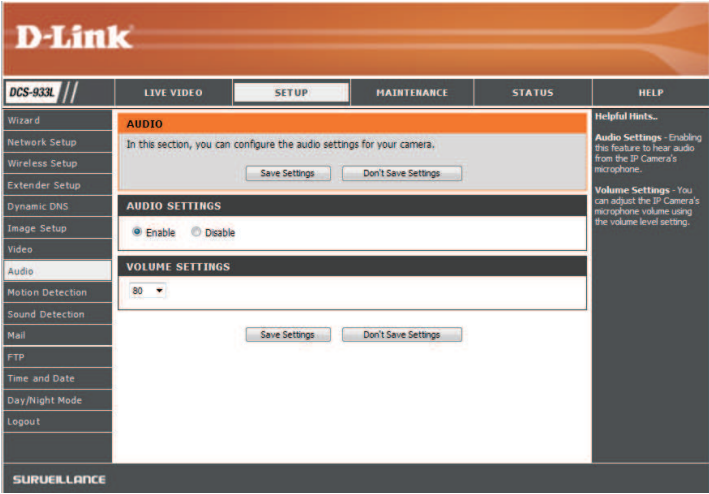 D-Link
DCS-933L
LIVE VIDEO
SETUP
MAINTENANCE
STATUS
HELP
Wizard
Network Setup
Wireless Setup
Extender Setup
Dynamic DNS
Image Setup
Video
Audio
Motion Detection
Sound Detection
Mail
FTP
Time and Date
Day/Night Mode
Logout
AUDIO
In this section, you can configure the audio settings for your camera.
Save Settings
Don't Save Settings
AUDIO SETTINGS
Enable
Disable
VOLUME SETTINGS
80
Save Settings
Don't Save Settings
Helpful Hints..
Audio Settings - Enabling
this feature to hear audio
from the IP Camera's
microphone.
Volume Settings - You
can adjust the IP Camera's
microphone volume using
the volume level setting.
SURVEILLANCE